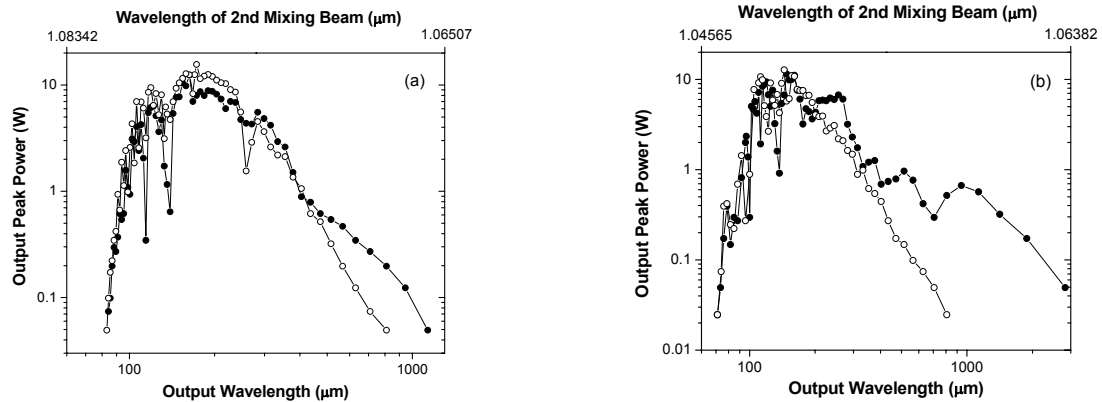 Wavelength of 2nd Mixing Beam (μm)
1.08342 1.06507
(a)
10
1
0.1
Output Peak Power (W)
100 1000
Output Wavelength (μm)
Wavelength of 2nd Mixing Beam (μm)
1.04565 1.06382
(b)
10
1
0.1
0.01
Output Peak Power (W)
100 1000
Output Wavelength (μm)